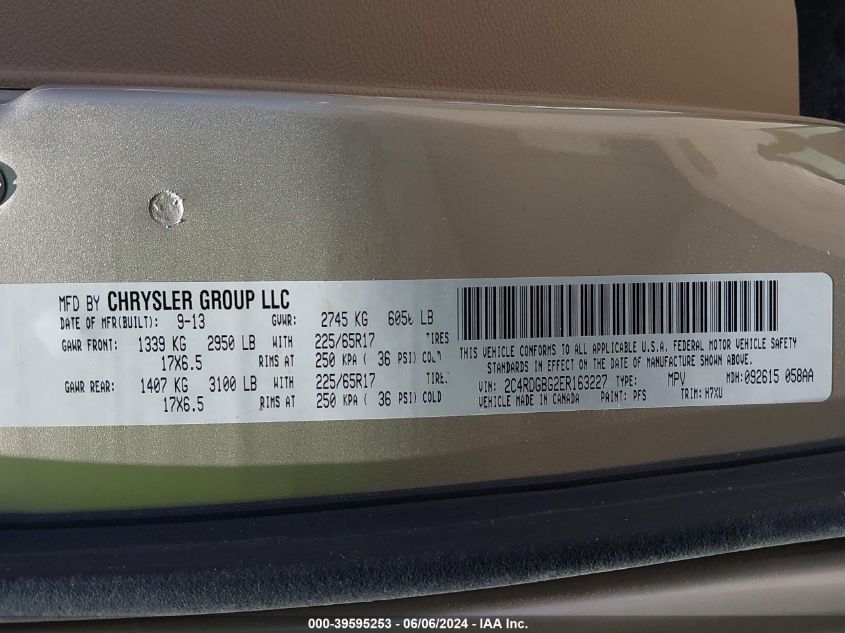 MFD BY CHRYSLER GROUP LLC
DATE OF MFR(BUILT): 9-13 GVWR: 2745 KG 6050 LB
GAWR FRONT: 1339 KG 2950 LB WITH 225/65R17 TIRES
17X6.5 RIMS AT 250 KPA ( 36 PSI) COLD
GAWR REAR: 1407 KG 3100 LB WITH 225/65R17 TIRE
17X6.5 RIMS AT 250 KPA ( 36 PSI) COLD
THIS VEHICLE CONFORMS TO ALL APPLICABLE U.S.A. FEDERAL MOTOR VEHICLE SAFETY
STANDARDS IN EFFECT ON THE DATE OF MANUFACTURE SHOWN ABOVE.
VIN: 2C4RDGBG2ER163227 TYPE: MPV MDH: 092615 058AA
VEHICLE MADE IN CANADA PAINT: PFS TRIM: H7XU
000-39595253 - 06/06/2024 - IAA Inc.